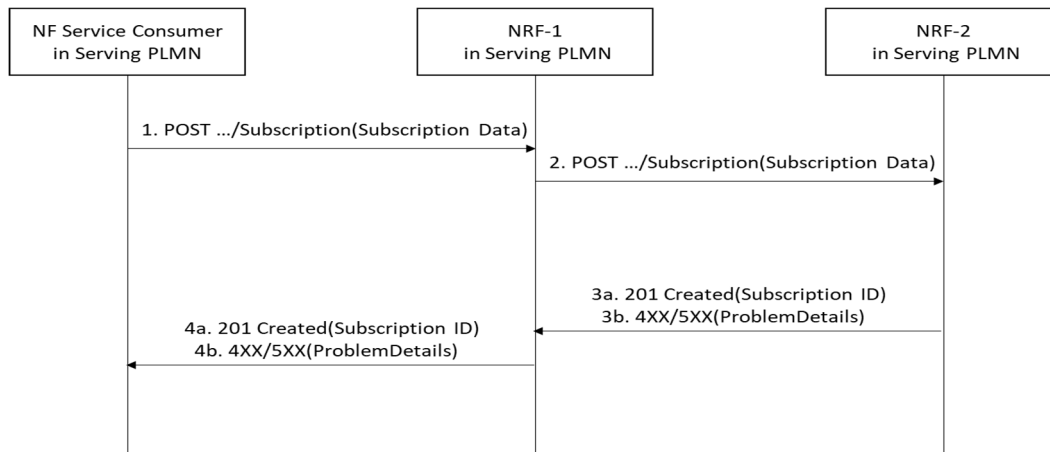 NF Service Consumer
in Serving PLMN
NRF-1
in Serving PLMN
NRF-2
in Serving PLMN
1. POST .../Subscription(Subscription Data)
2. POST .../Subscription(Subscription Data)
3a. 201 Created(Subscription ID)
3b. 4XX/5XX(ProblemDetails)
4a. 201 Created(Subscription ID)
4b. 4XX/5XX(ProblemDetails)